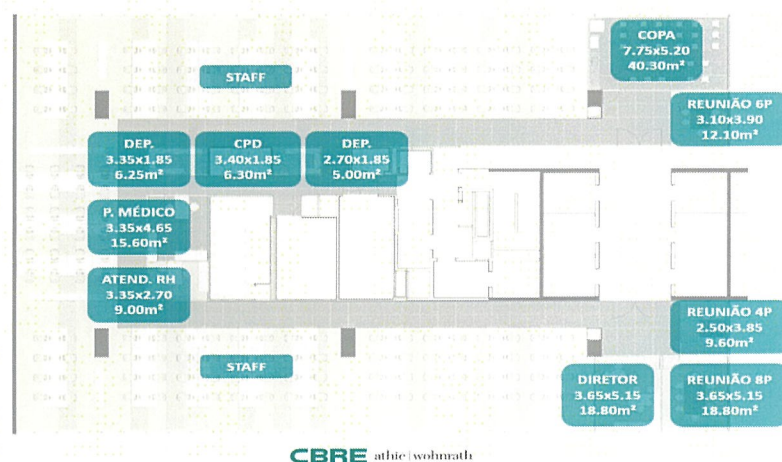 COPA
7.75x5.20
40.30m²
STAFF
REUNIÃO 6P
3.10x3.90
12.10m²
DEP.
3.35x1.85
6.25m²
CPD
3.40x1.85
6.30m²
DEP.
2.70x1.85
5.00m²
P. MÉDICO
3.35x4.65
15.60m²
ATEND. RH
3.35x2.70
9.00m²
REUNIÃO 4P
2.50x3.85
9.60m²
STAFF
DIRETOR
3.65x5.15
18.80m²
REUNIÃO 8P
3.65x5.15
18.80m²
CBRE athie | wohnrath